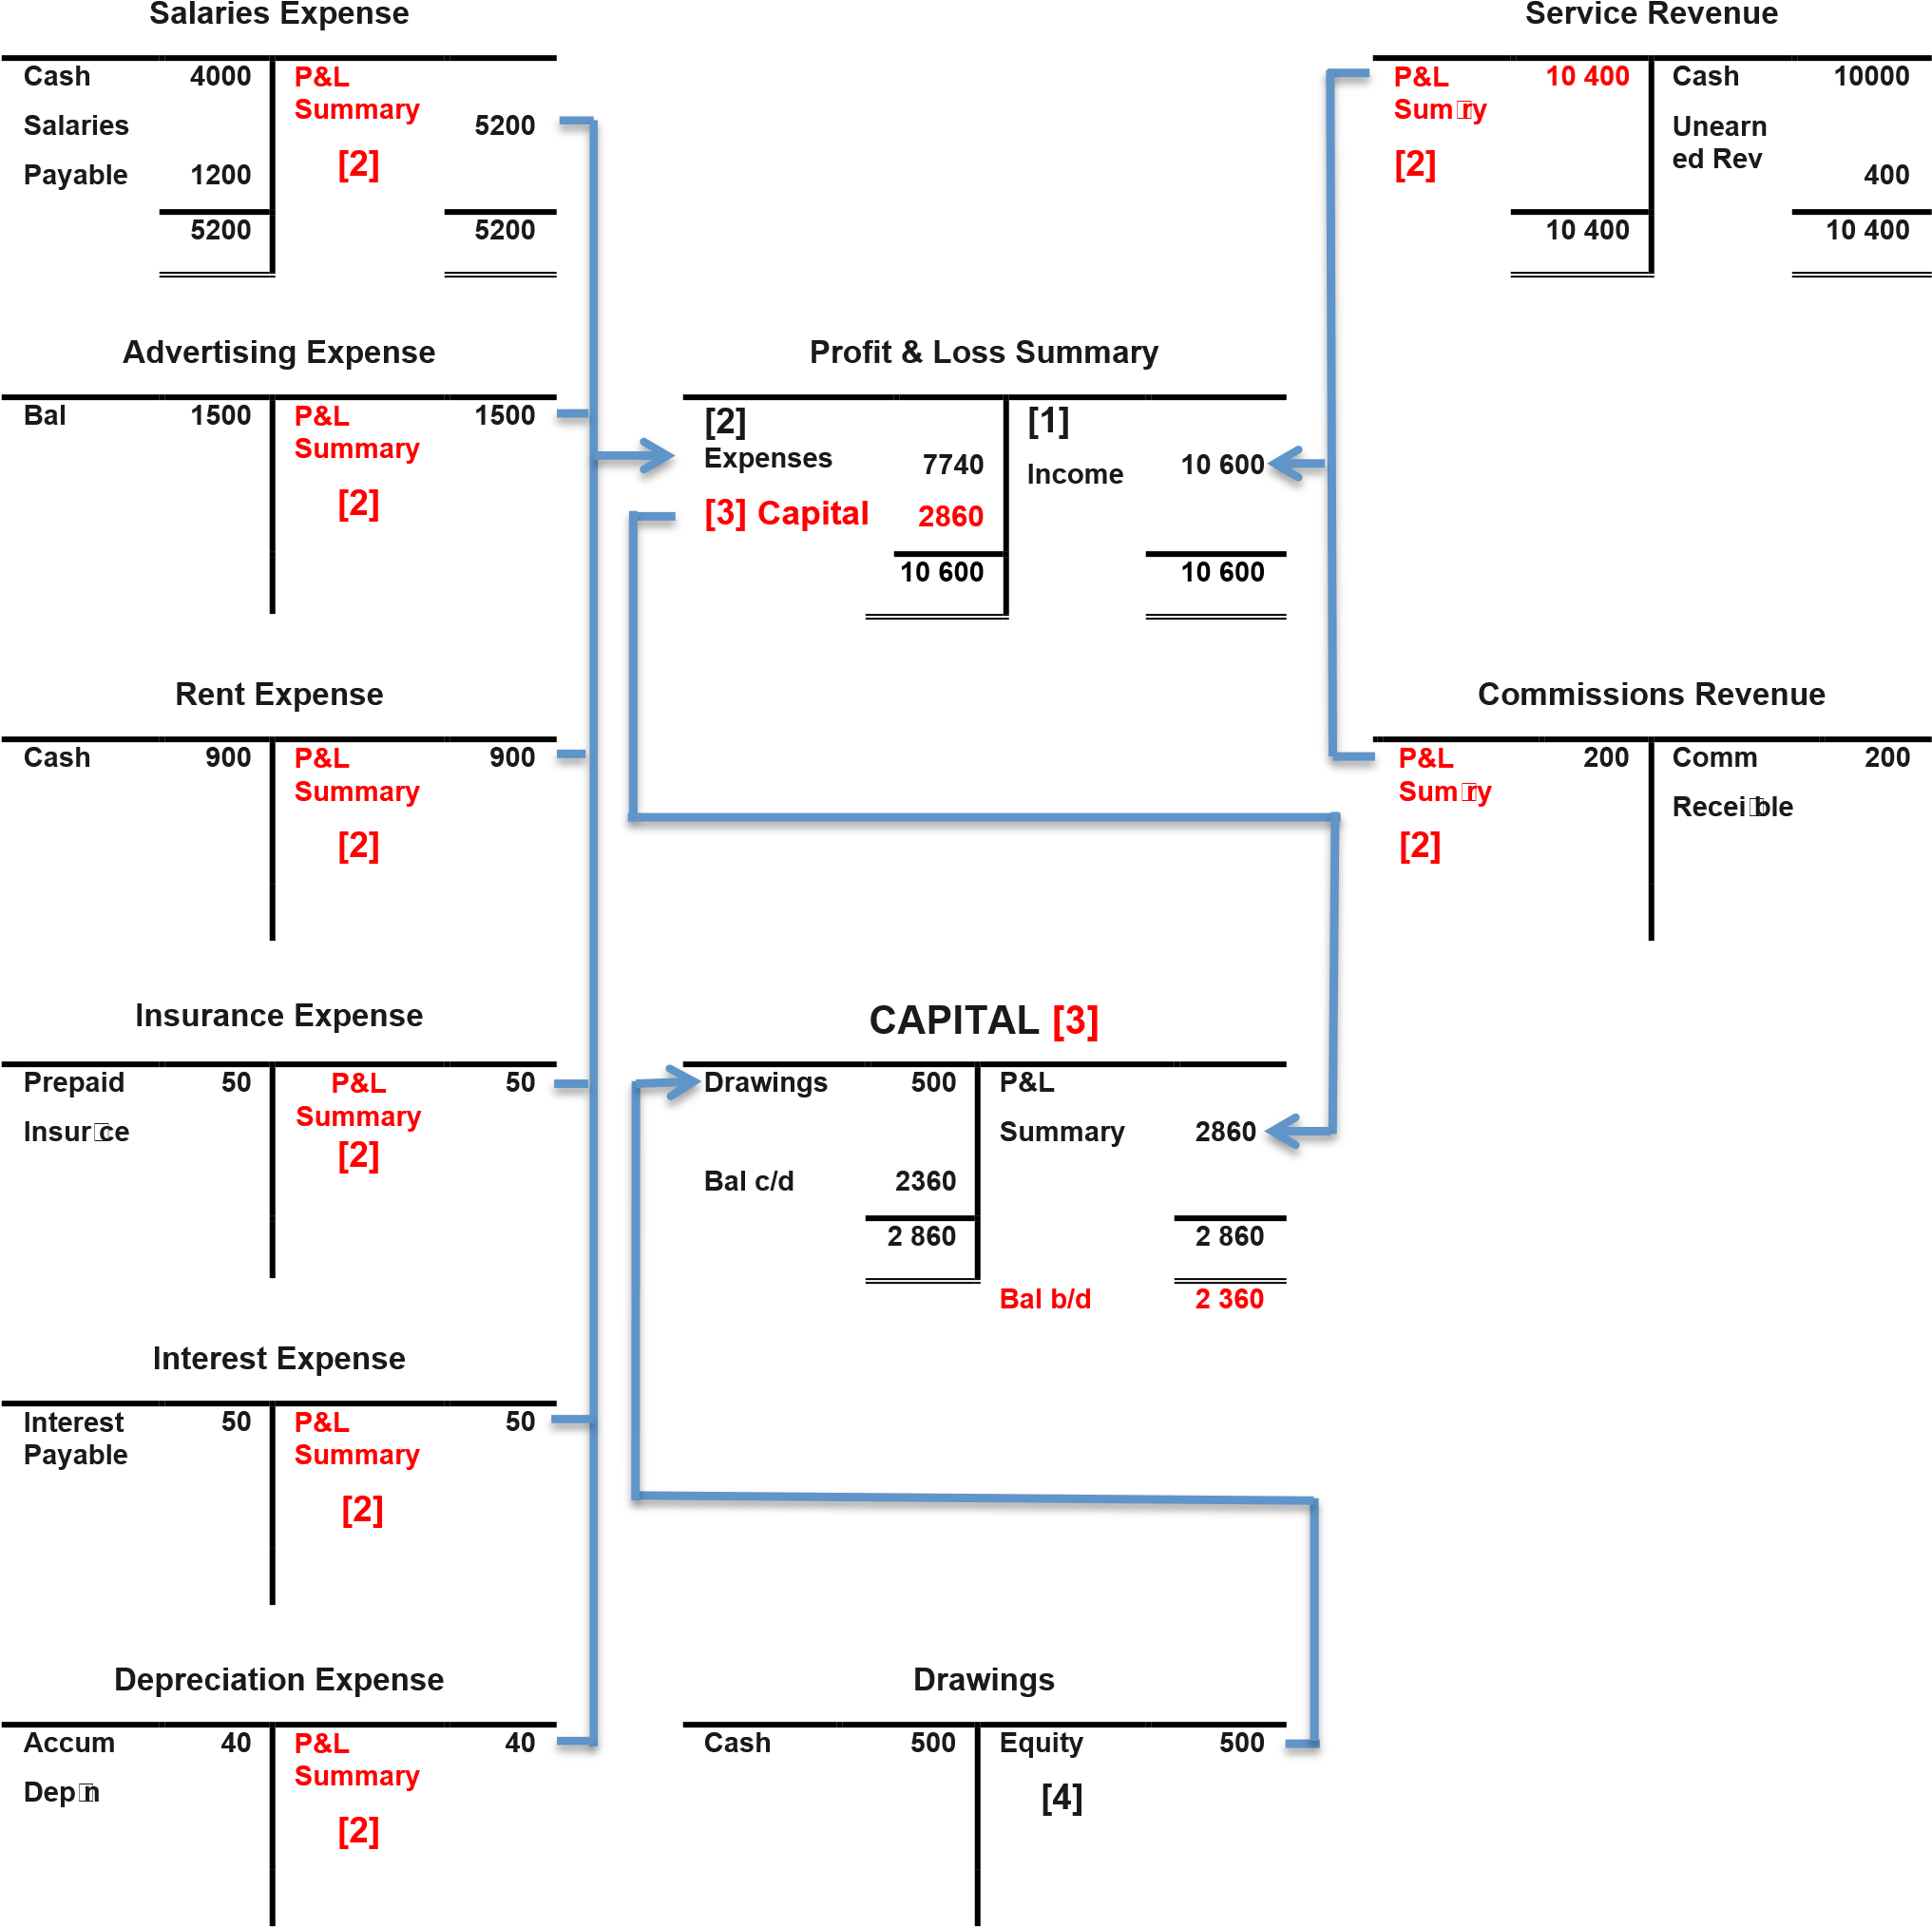 Salaries Expense
Cash 4000 P&L
Summary
Salaries 5200
Payable 1200 [2]
5200 5200
Service Revenue
P&L 10 400 Cash 10000
Unearn
[2] ed Rev
400
10 400 10 400
Advertising Expense
Bal 1500 P&L 1500
Summary
[2]
Profit & Loss Summary
[2] [1]
Expenses 7740 Income 10 600
[3] Capital 2860
10 600 10 600
Rent Expense
Cash 900 P&L 900
Summary
[2]
Commissions Revenue
P&L 200 Comm 200
[2]
Insurance Expense
Prepaid 50 P&L 50
Summary
[2]
CAPITAL [3]
Drawings 500 P&L
Summary 2860
Bal c/d 2360
2 860 2 860
Bal b/d 2 360
Interest Expense
Interest 50 P&L 50
Payable Summary
[2]
Depreciation Expense
Accum 40 P&L 40
Summary
[2]
Drawings
Cash 500 Equity 500
[4]